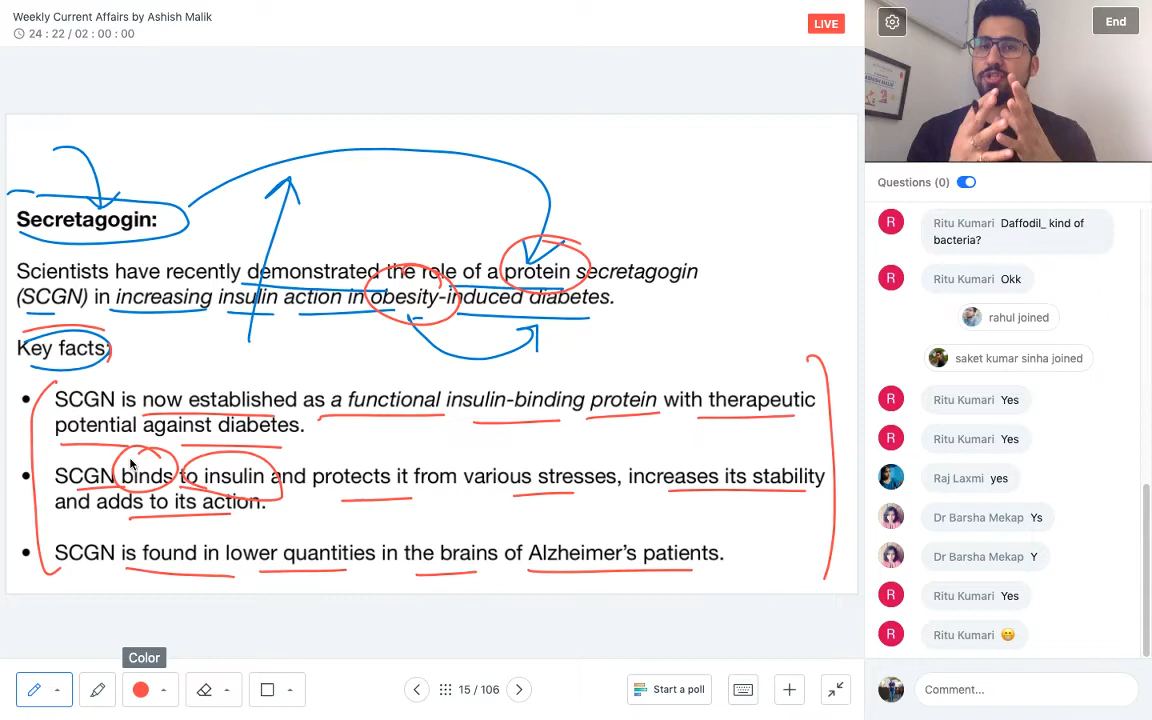 Weekly Current Affairs by Ashish Malik
24 : 22 / 02 : 00 : 00
LIVE
End
Secretagogin:
Scientists have recently demonstrated the role of a protein secretagogin
(SCGN) in increasing insulin action in obesity-induced diabetes.
Key facts:
• SCGN is now established as a functional insulin-binding protein with therapeutic
potential against diabetes.
• SCGN binds to insulin and protects it from various stresses, increases its stability
and adds to its action.
• SCGN is found in lower quantities in the brains of Alzheimer's patients.
Color
15 / 106
Start a poll
Questions (0)
R Ritu Kumari Daffodil_ kind of
bacteria?
R Ritu Kumari Okk
rahul joined
saket kumar sinha joined
R Ritu Kumari Yes
R Ritu Kumari Yes
Raj Laxmi yes
Dr Barsha Mekap Ys
Dr Barsha Mekap Y
R Ritu Kumari Yes
R Ritu Kumari 😁
Comment...